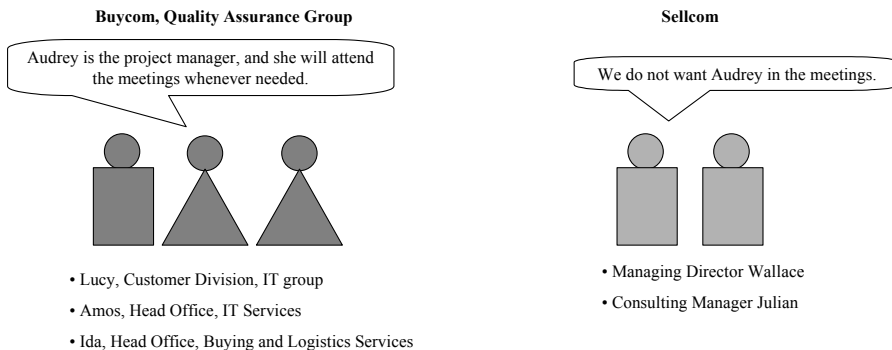 Buycom, Quality Assurance Group
Sellcom
Audrey is the project manager, and she will attend
the meetings whenever needed.
We do not want Audrey in the meetings.
• Lucy, Customer Division, IT group
• Amos, Head Office, IT Services
• Ida, Head Office, Buying and Logistics Services
• Managing Director Wallace
• Consulting Manager Julian